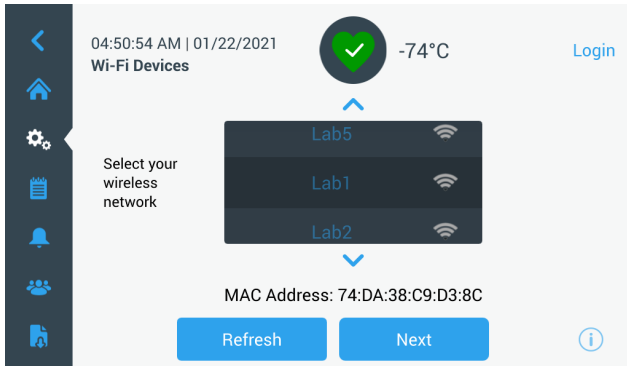 04:50:54 AM | 01/22/2021
Wi-Fi Devices
-74°C
Login
Select your
wireless
network
Lab5
Lab1
Lab2
MAC Address: 74:DA:38:C9:D3:8C
Refresh
Next
i